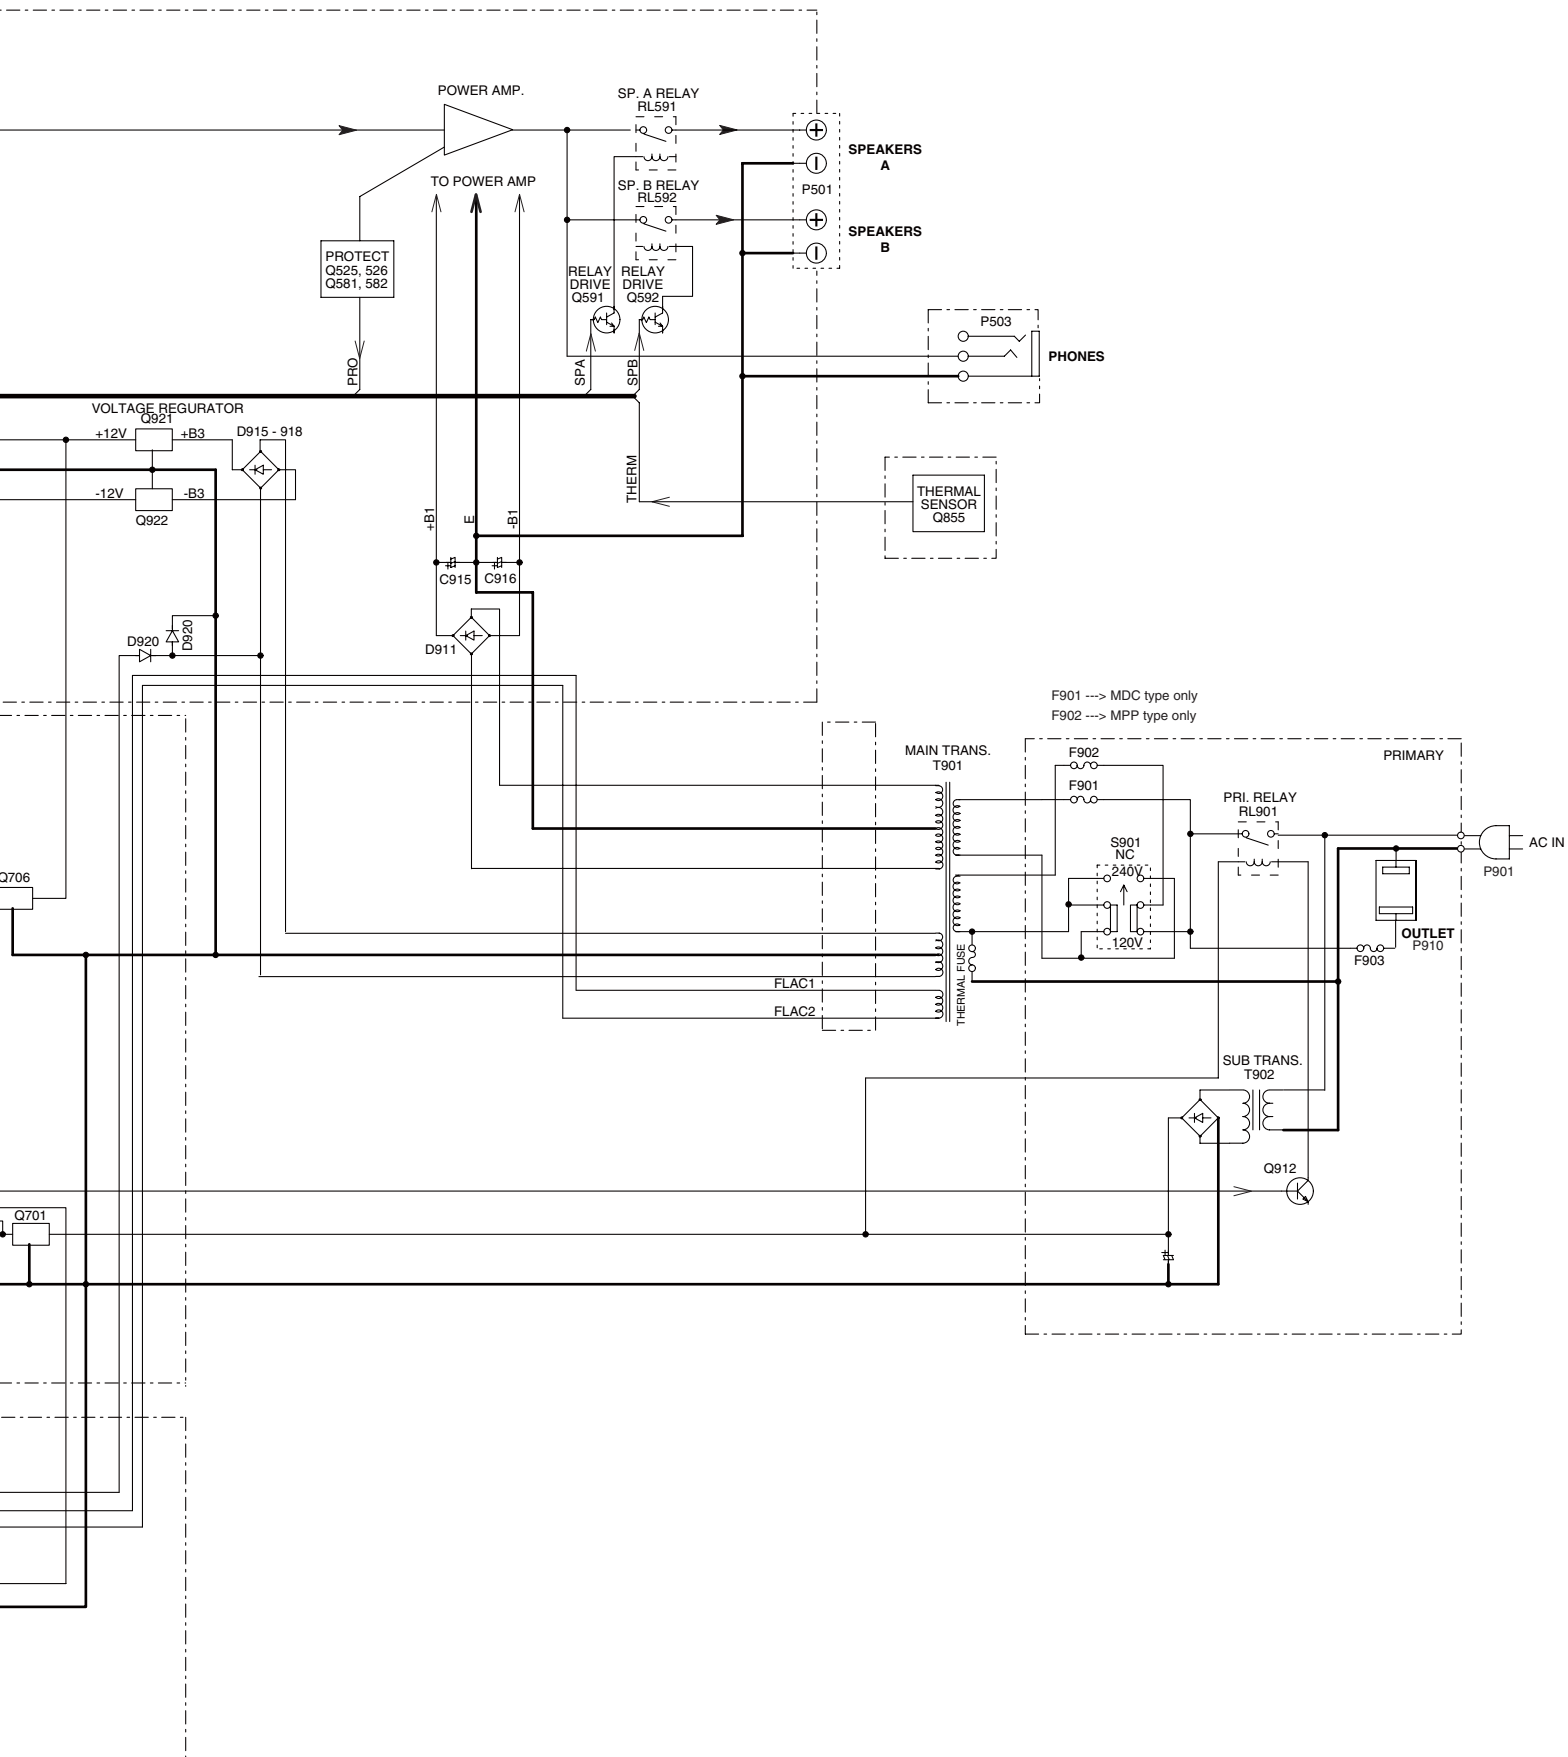 POWER AMP.
SP. A RELAY
RL591
SPEAKERS
A
TO POWER AMP
SP. B RELAY
RL592
P501
SPEAKERS
B
PROTECT
Q525, 526
Q581, 582
RELAY
DRIVE
Q591
RELAY
DRIVE
Q592
P503
PHONES
PRO
SPA
SPB
VOLTAGE REGURATOR
Q921
+12V
+B3
D915 - 918
-12V
-B3
Q922
THERM
THERMAL
SENSOR
Q855
+B1
E
-B1
C915
C916
D920
D920
D911
F901 ---> MDC type only
F902 ---> MPP type only
MAIN TRANS.
T901
F902
PRIMARY
F901
PRI. RELAY
RL901
S901
NC
240V
120V
AC IN
P901
Q706
OUTLET
P910
F903
THERMAL FUSE
FLAC1
FLAC2
SUB TRANS.
T902
Q912
Q701